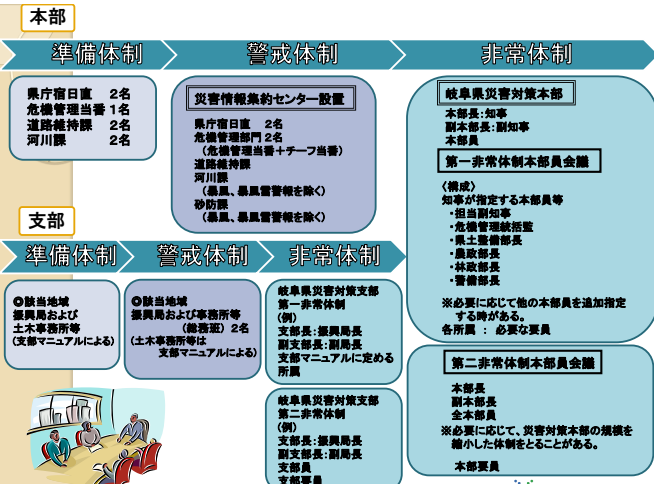 本部
準備体制
警戒体制
非常体制
県庁宿日直　2名
危機管理当番1名
道路維持課　2名
河川課　　　2名
災害情報集約センター設置
県庁宿日直　2名
危機管理部門2名
（危機管理当番＋チーフ当番）
道路維持課
河川課
（暴風、暴風雪警報を除く）
砂防課
（暴風、暴風雪警報を除く）
岐阜県災害対策本部
本部長：知事
副本部長：副知事
本部員
第一非常体制本部員会議
〈構成〉
知事が指定する本部員等
・担当副知事
・危機管理統括監
・県土整備部長
・農政部長
・林政部長
・警備部長
※必要に応じて他の本部員を追加指定
する時がある。
各所属　：　必要な要員
第二非常体制本部員会議
本部長
副本部長
全本部員
※必要に応じて、災害対策本部の規模を
縮小した体制をとることがある。
本部要員
支部
準備体制
警戒体制
非常体制
◎該当地域
振興局および
土木事務所等
（支部マニュアルによる）
◎該当地域
振興局および事務所等
（総務班）　2名
（土木事務所等は
支部マニュアルによる）
岐阜県災害対策支部
第一非常体制
（例）
支部長：振興局長
副支部長：副局長
支部マニュアルに定める
所属
岐阜県災害対策支部
第二非常体制
（例）
支部長：振興局長
副支部長：副局長
支部員
支部要員